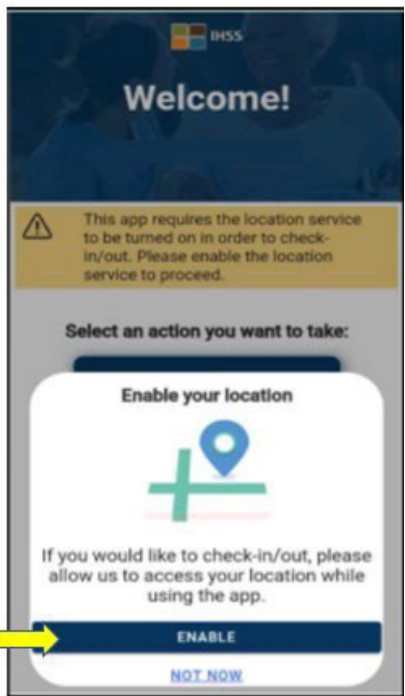 IHSS
Welcome!
This app requires the location service
to be turned on in order to check-
in/out. Please enable the location
service to proceed.
Select an action you want to take:
Enable your location
If you would like to check-in/out, please
allow us to access your location while
using the app.
ENABLE
NOT NOW